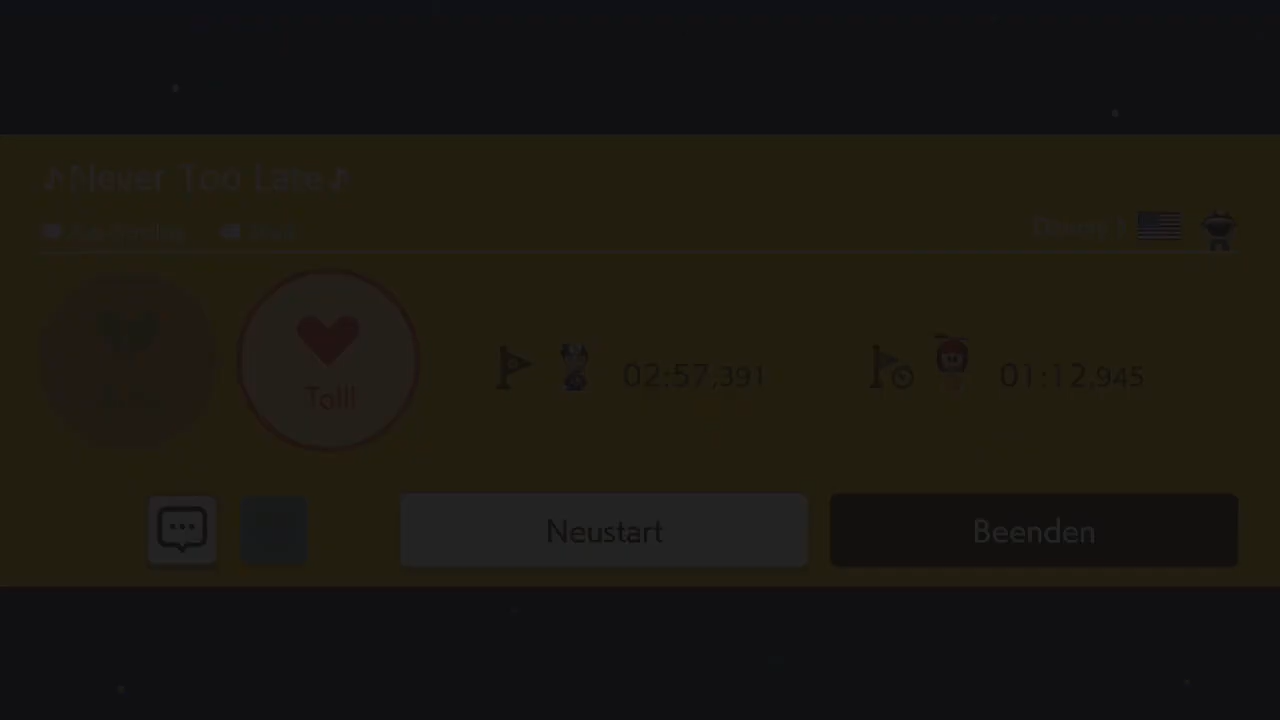 ♪Never Too Late♪
Toll!
02:57,391
01:12,945
Neustart
Beenden